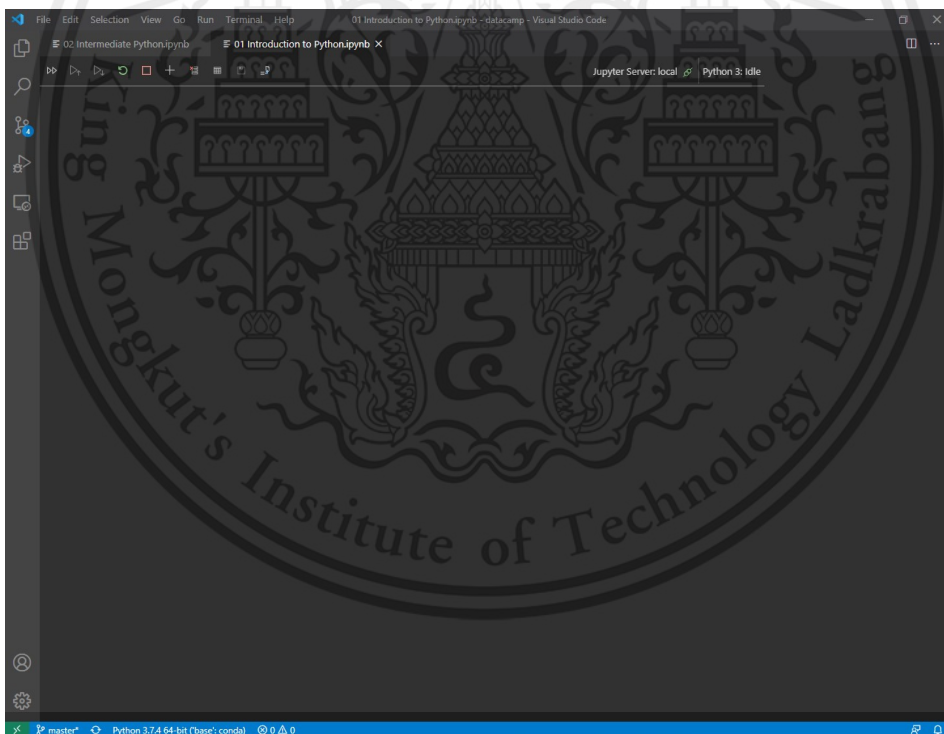 File Edit Selection View Go Run Terminal Help 01 Introduction to Python.ipynb - datacamp - Visual Studio Code
02 Intermediate Python.ipynb 01 Introduction to Python.ipynb
Jupyter Server: local Python 3: Idle
4
King Mongkut's Institute of Technology Ladkrabang
master* Python 3.7.4 64-bit ('base': conda) 0 0